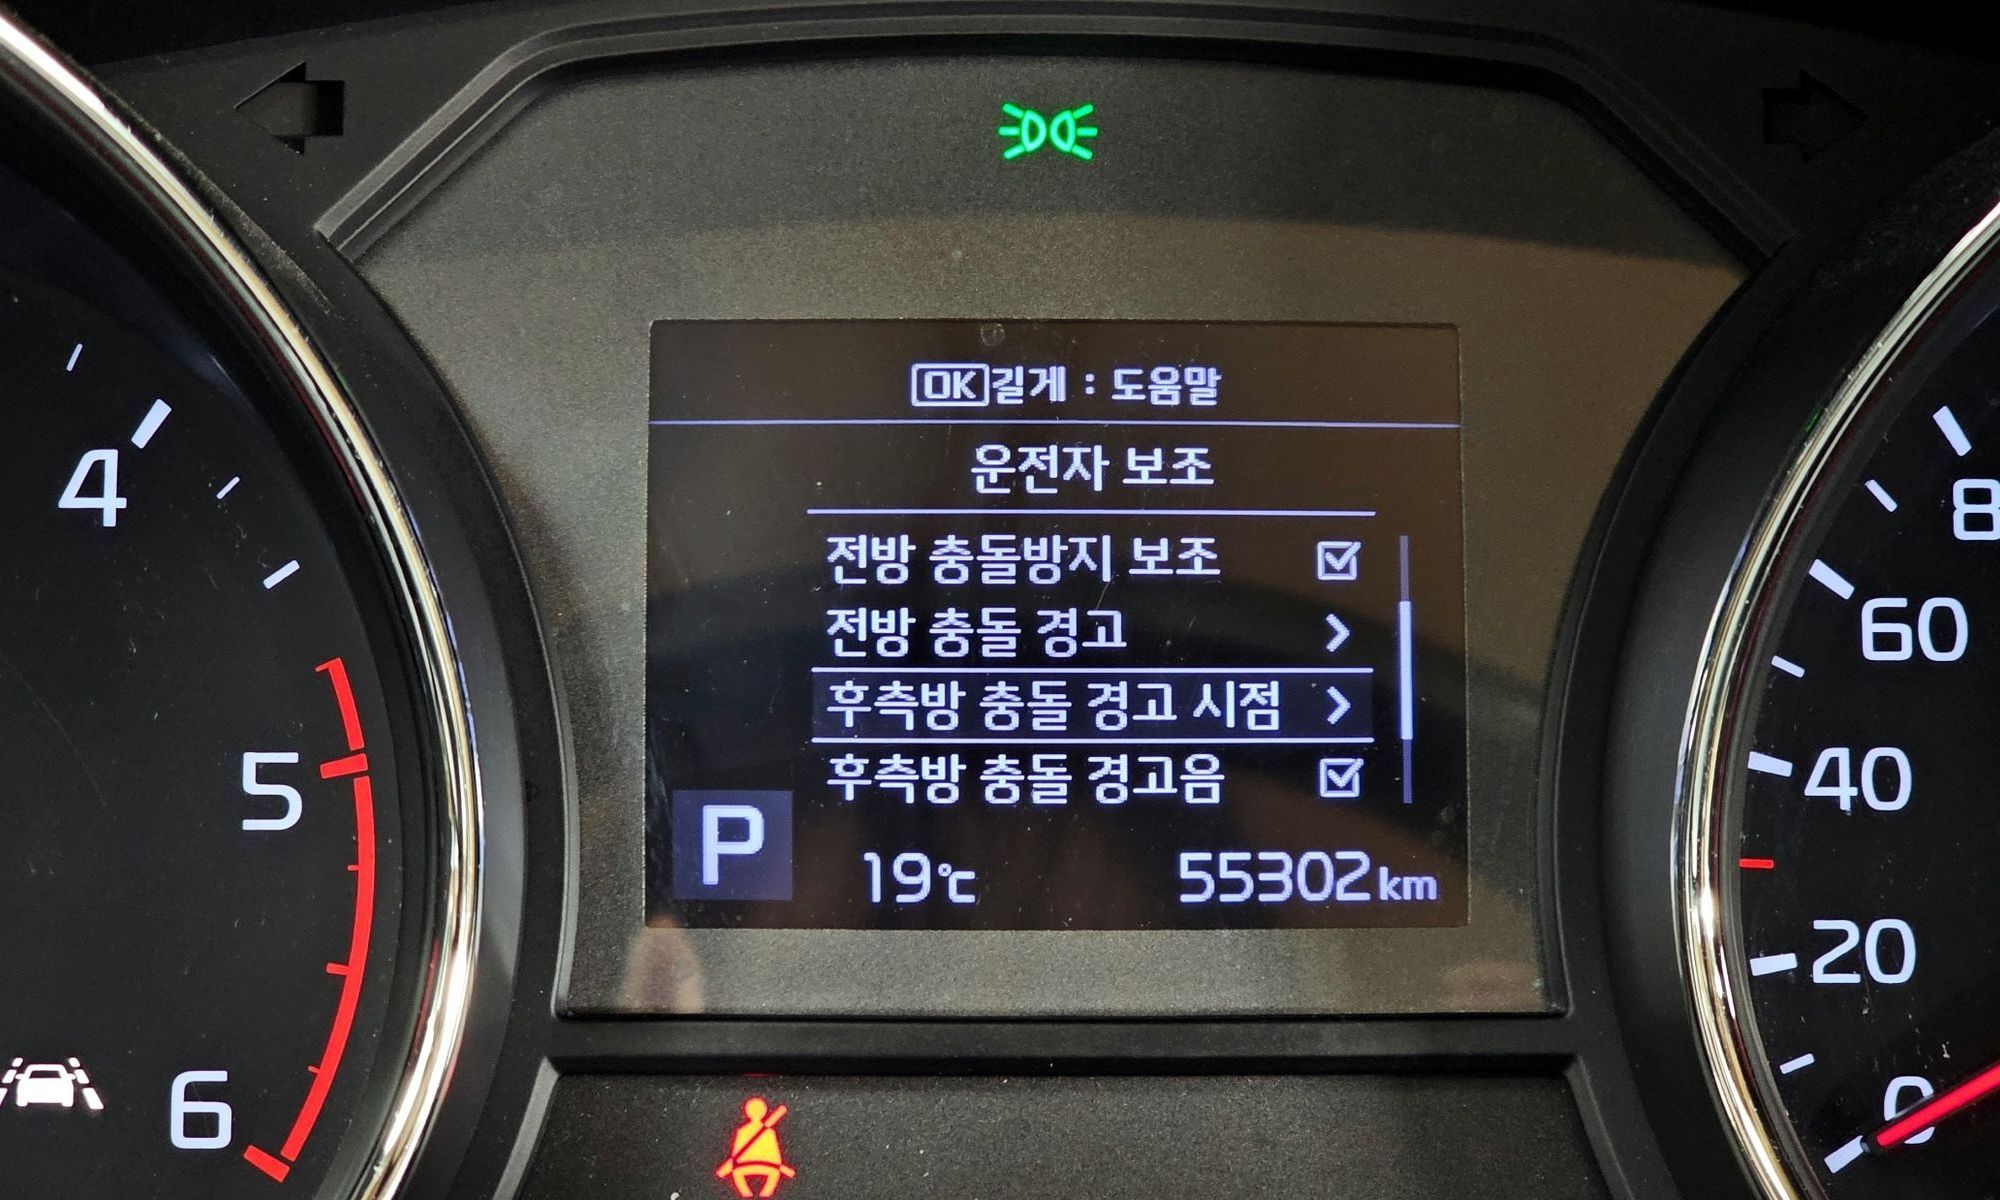 OK길게 : 도움말
운전자 보조
전방 충돌방지 보조
전방 충돌 경고
후측방 충돌 경고 시점
후측방 충돌 경고음
P
19℃ 55302km
4
5
6
60
40
20
0